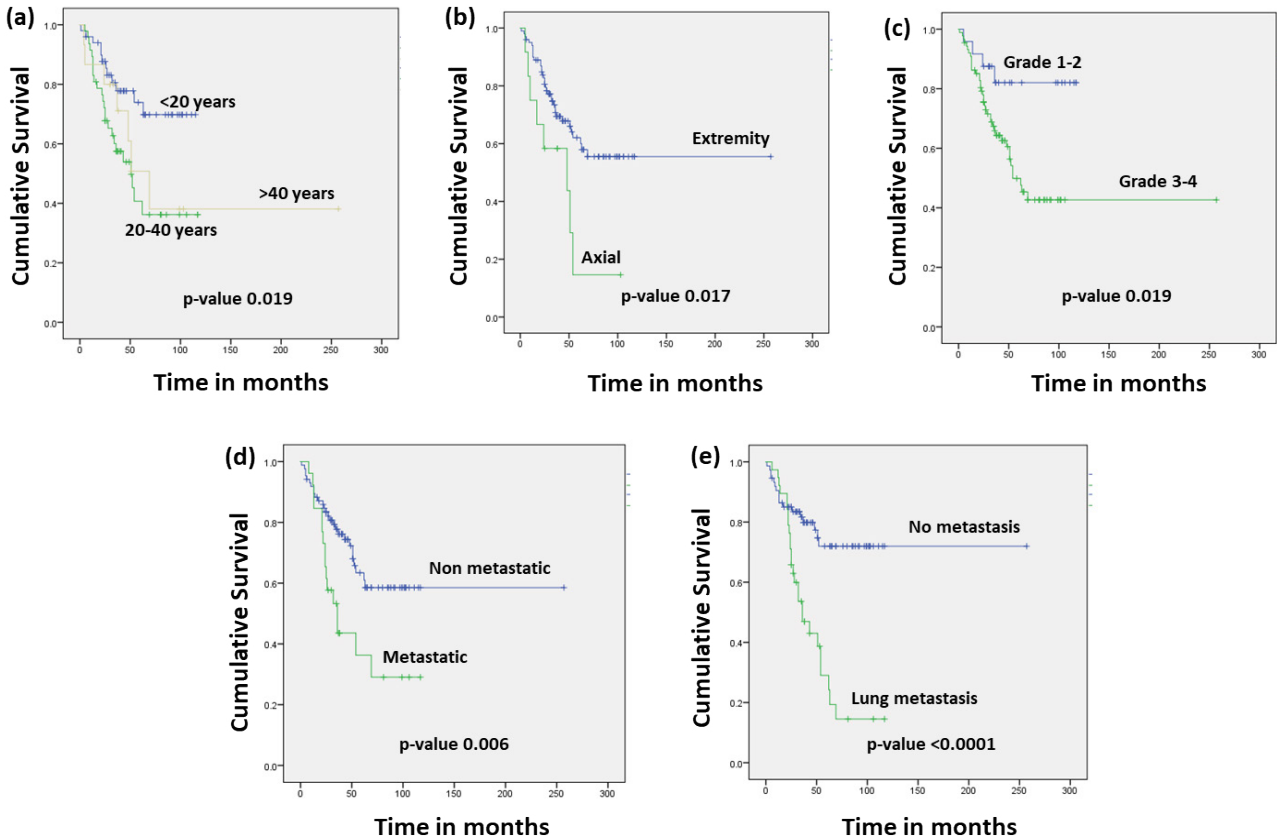 (a)
Cumulative Survival
1.0
0.8
0.6
0.4
0.2
0.0
<20 years
>40 years
20-40 years
p-value 0.019
0 50 100 150 200 250 300
Time in months
(b)
Cumulative Survival
1.0
0.8
0.6
0.4
0.2
0.0
Extremity
Axial
p-value 0.017
0 50 100 150 200 250 300
Time in months
(c)
Cumulative Survival
1.0
0.8
0.6
0.4
0.2
0.0
Grade 1-2
Grade 3-4
p-value 0.019
0 50 100 150 200 250 300
Time in months
(d)
Cumulative Survival
1.0
0.8
0.6
0.4
0.2
0.0
Non metastatic
Metastatic
p-value 0.006
0 50 100 150 200 250 300
Time in months
(e)
Cumulative Survival
1.0
0.8
0.6
0.4
0.2
0.0
No metastasis
Lung metastasis
p-value <0.0001
0 50 100 150 200 250 300
Time in months